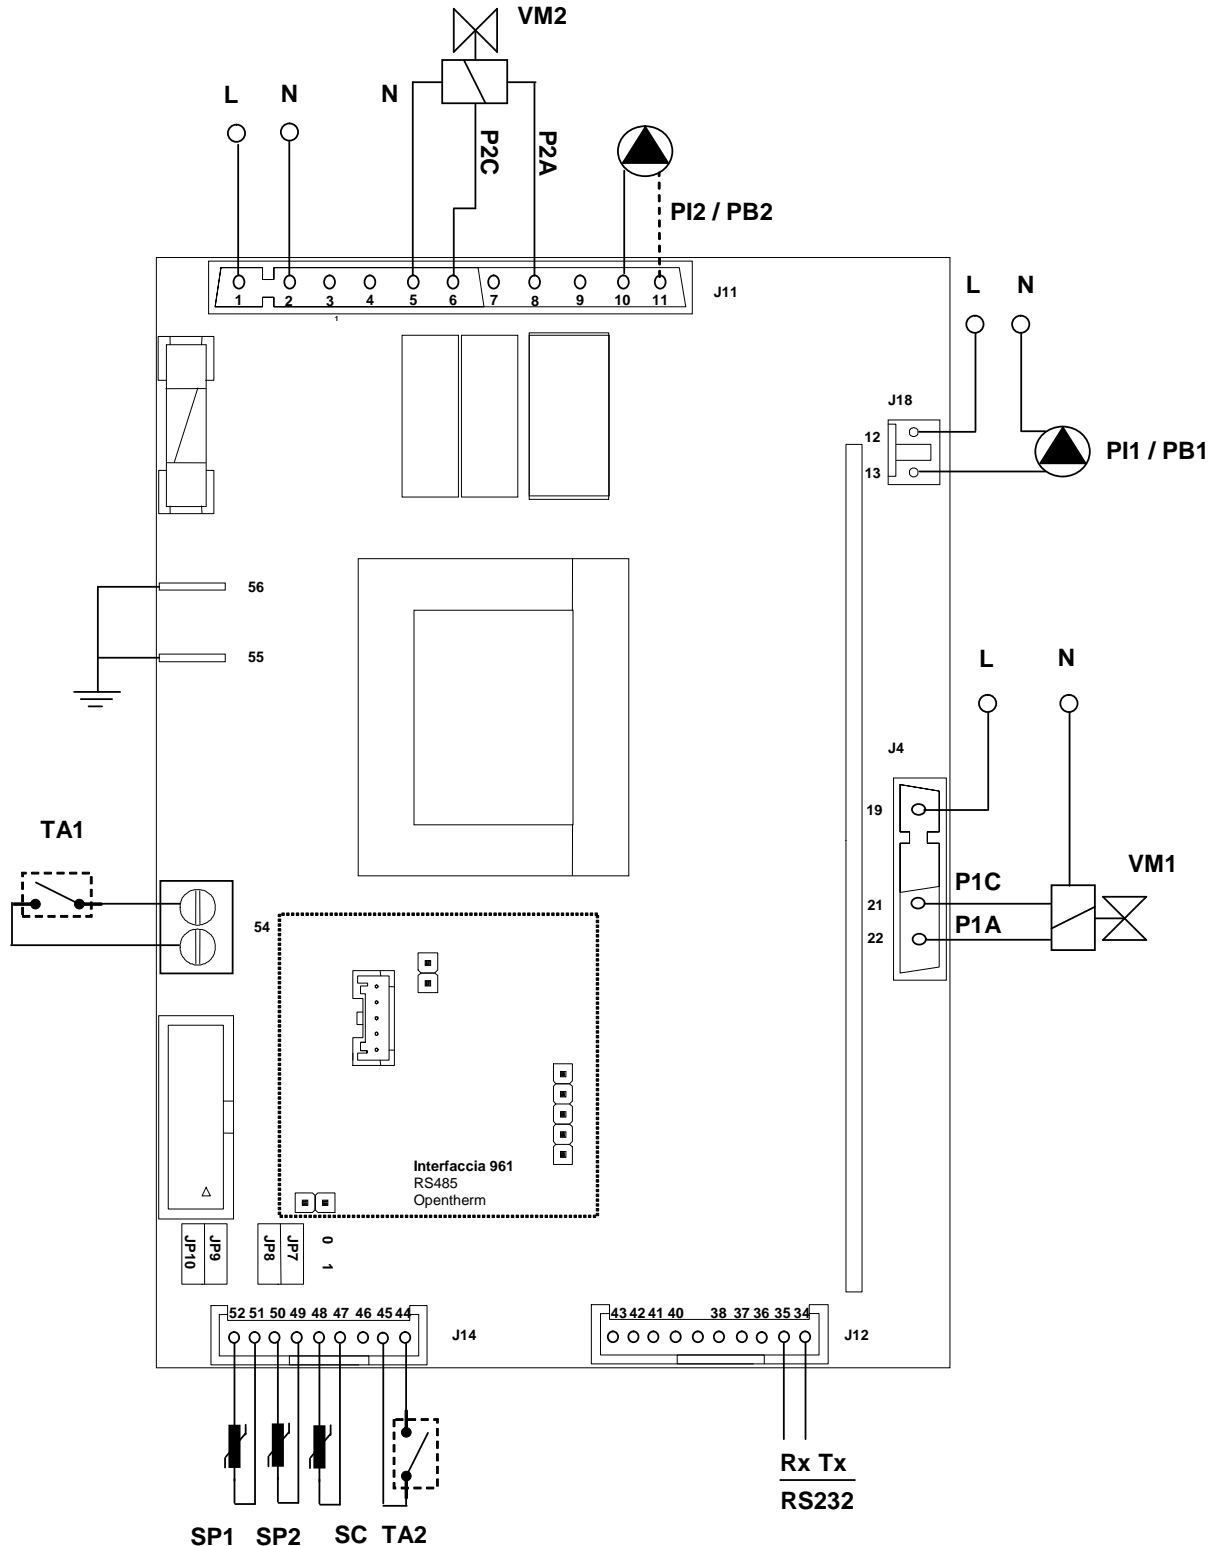 VM2
L N N
P2C P2A
PI2 / PB2
1 2 3 4 5 6 7 8 9 10 11
J11
1
L N
J18
12
13
PI1 / PB1
56
55
L N
J4
19
TA1
VM1
P1C
21
P1A
22
54
Interfaccia 961
RS485
Opentherm
JP10 JP9 JP8 JP7 0 1
52 51 50 49 48 47 46 45 44
J14
43 42 41 40 38 37 36 35 34
J12
Rx Tx
RS232
SP1 SP2 SC TA2